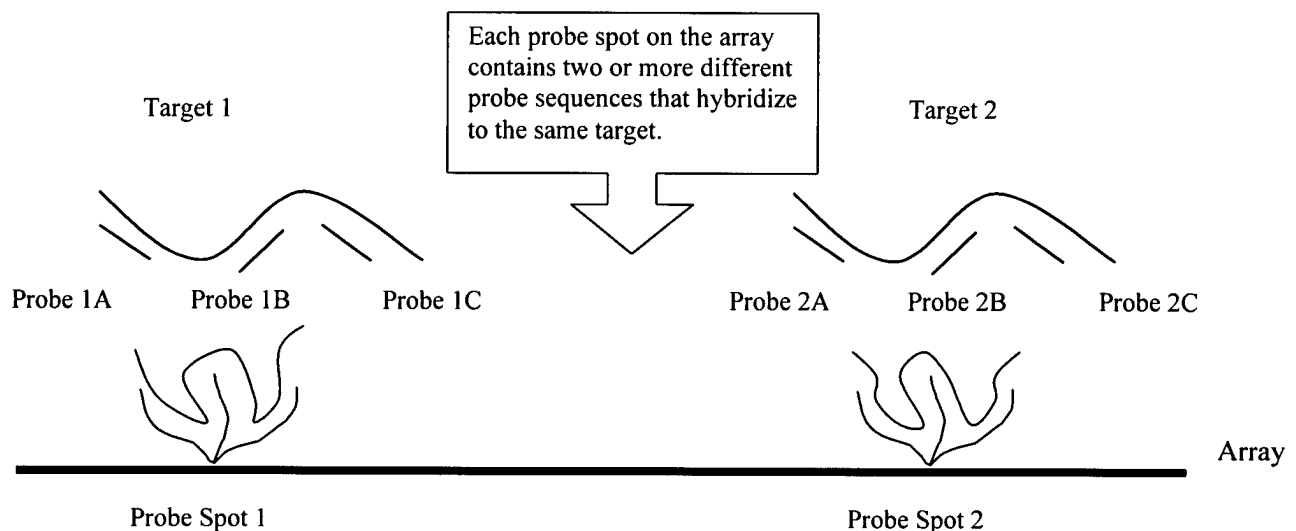 Each probe spot on the array
contains two or more different
probe sequences that hybridize
to the same target.
Target 1
Target 2
Probe 1A
Probe 1B
Probe 1C
Probe 2A
Probe 2B
Probe 2C
Array
Probe Spot 1
Probe Spot 2